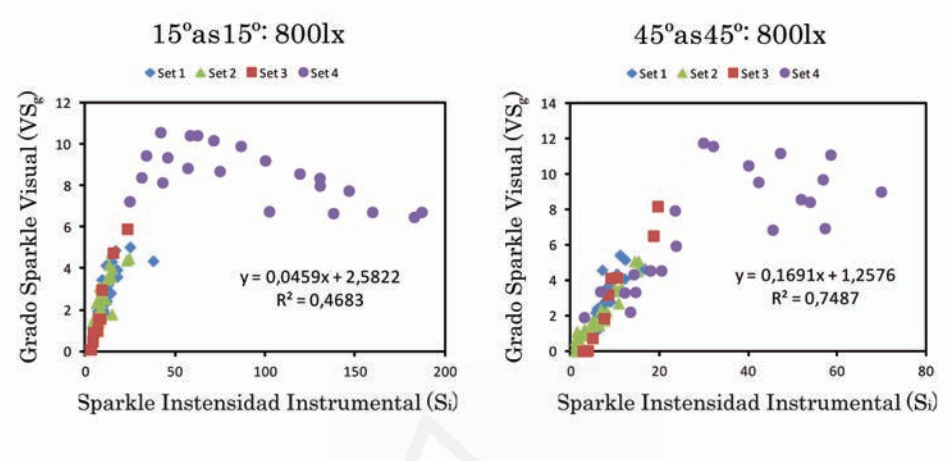 15ºas15º: 800lx
Set 1 Set 2 Set 3 Set 4
Grado Sparkle Visual (VSg)
12
10
8
6
4
2
0
y = 0,0459x + 2,5822
R² = 0,4683
0 50 100 150 200
Sparkle Instensidad Instrumental (Si)
45ºas45º: 800lx
Set 1 Set 2 Set 3 Set 4
Grado Sparkle Visual (VSg)
14
12
10
8
6
4
2
0
y = 0,1691x + 1,2576
R² = 0,7487
0 20 40 60 80
Sparkle Instensidad Instrumental (Si)